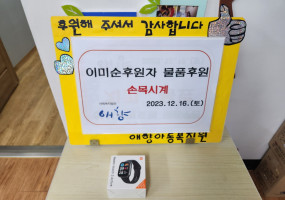 후원해 주셔서 감사합니다
이미순후원자 물품후원
손목시계
애향
2023. 12. 16. (토)
애향아동복지원